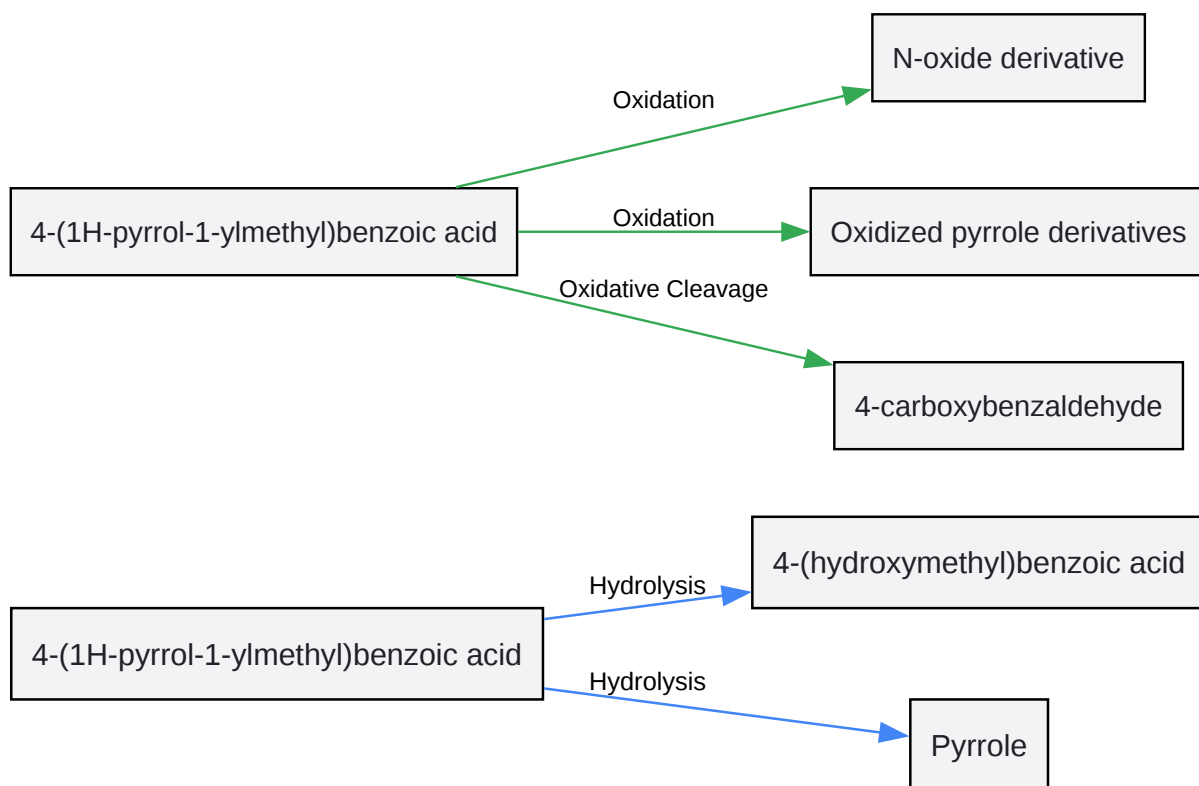 N-oxide derivative
Oxidation
4-(1H-pyrrol-1-ylmethyl)benzoic acid
Oxidation
Oxidized pyrrole derivatives
Oxidative Cleavage
4-carboxybenzaldehyde
4-(hydroxymethyl)benzoic acid
Hydrolysis
4-(1H-pyrrol-1-ylmethyl)benzoic acid
Hydrolysis
Pyrrole